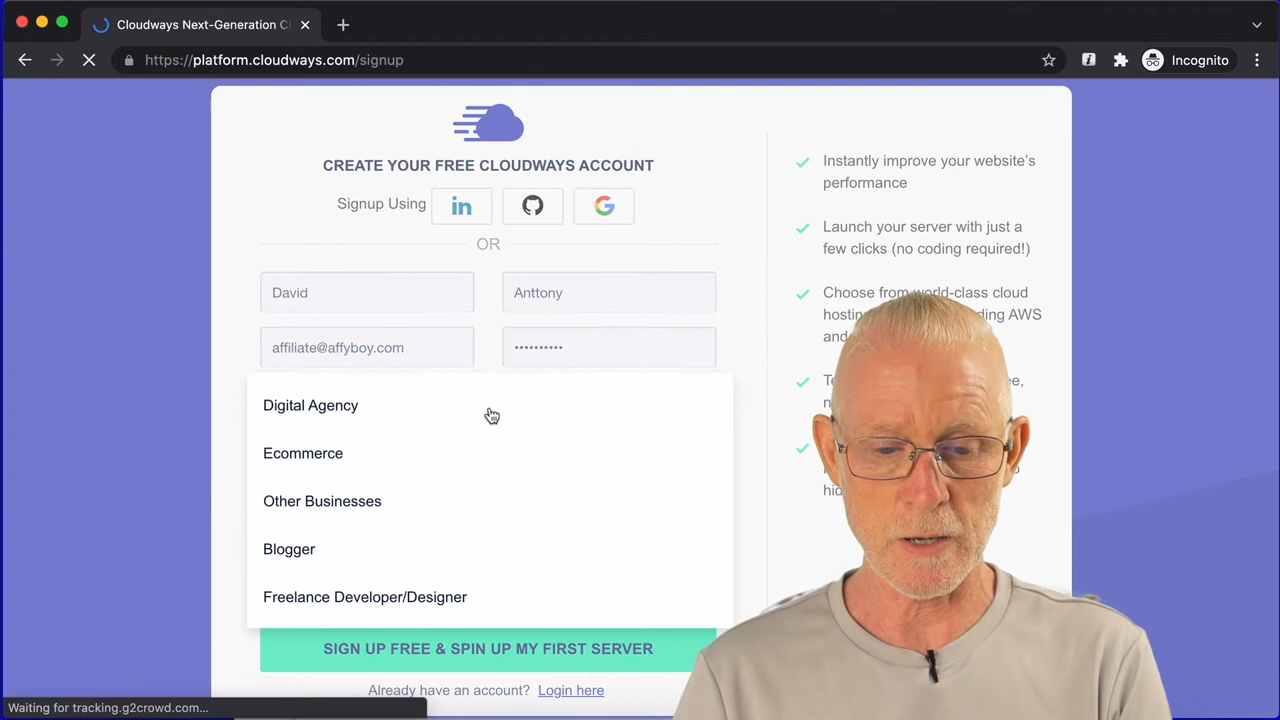 Cloudways Next-Generation Cl
https://platform.cloudways.com/signup
Incognito
CREATE YOUR FREE CLOUDWAYS ACCOUNT
Signup Using
in
G
OR
David
Anttony
affiliate@affyboy.com
••••••••••
Digital Agency
Ecommerce
Other Businesses
Blogger
Freelance Developer/Designer
SIGN UP FREE & SPIN UP MY FIRST SERVER
Already have an account? Login here
Instantly improve your website's
performance
Launch your server with just a
few clicks (no coding required!)
Choose from world-class cloud
AWS
Waiting for tracking.g2crowd.com...